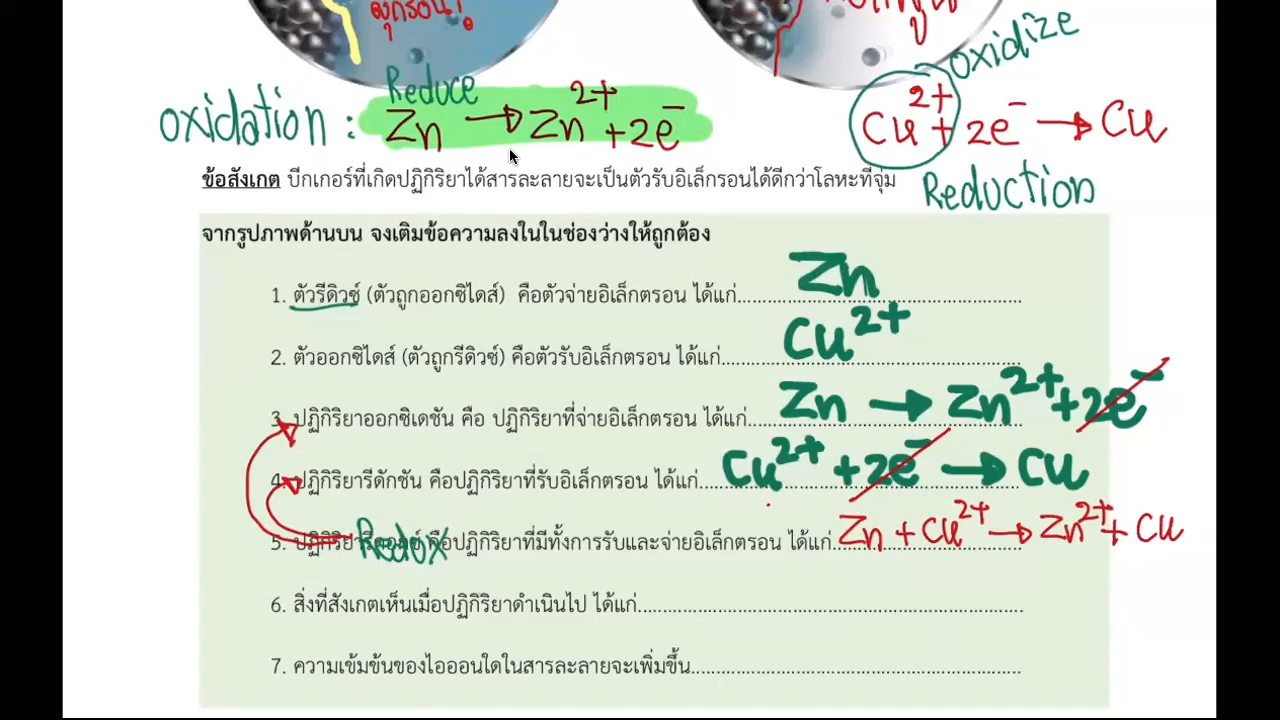 สุกร่อน!
oxidize
Reduce
oxidation : Zn → Zn²⁺ + 2e⁻
Cu²⁺ + 2e⁻ → Cu
Reduction
ข้อสังเกต บีกเกอร์ที่เกิดปฏิกิริยาได้สารละลายจะเป็นตัวรับอิเล็กรอนได้ดีกว่าโลหะที่จุ่ม
จากรูปภาพด้านบน จงเติมข้อความลงในในช่องว่างให้ถูกต้อง
1. ตัวรีดิวซ์ (ตัวถูกออกซิไดส์) คือตัวจ่ายอิเล็กตรอน ได้แก่ Zn
2. ตัวออกซิไดส์ (ตัวถูกรีดิวซ์) คือตัวรับอิเล็กตรอน ได้แก่ Cu²⁺
3. ปฏิกิริยาออกซิเดชัน คือ ปฏิกิริยาที่จ่ายอิเล็กตรอน ได้แก่ Zn → Zn²⁺ + 2e⁻
4. ปฏิกิริยารีดักชัน คือปฏิกิริยาที่รับอิเล็กตรอน ได้แก่ Cu²⁺ + 2e⁻ → Cu
5. ปฏิกิริยารีดอกซ์ Redox คือปฏิกิริยาที่มีทั้งการรับและจ่ายอิเล็กตรอน ได้แก่ Zn + Cu²⁺ → Zn²⁺ + Cu
6. สิ่งที่สังเกตเห็นเมื่อปฏิกิริยาดำเนินไป ได้แก่
7. ความเข้มข้นของไอออนใดในสารละลายจะเพิ่มขึ้น